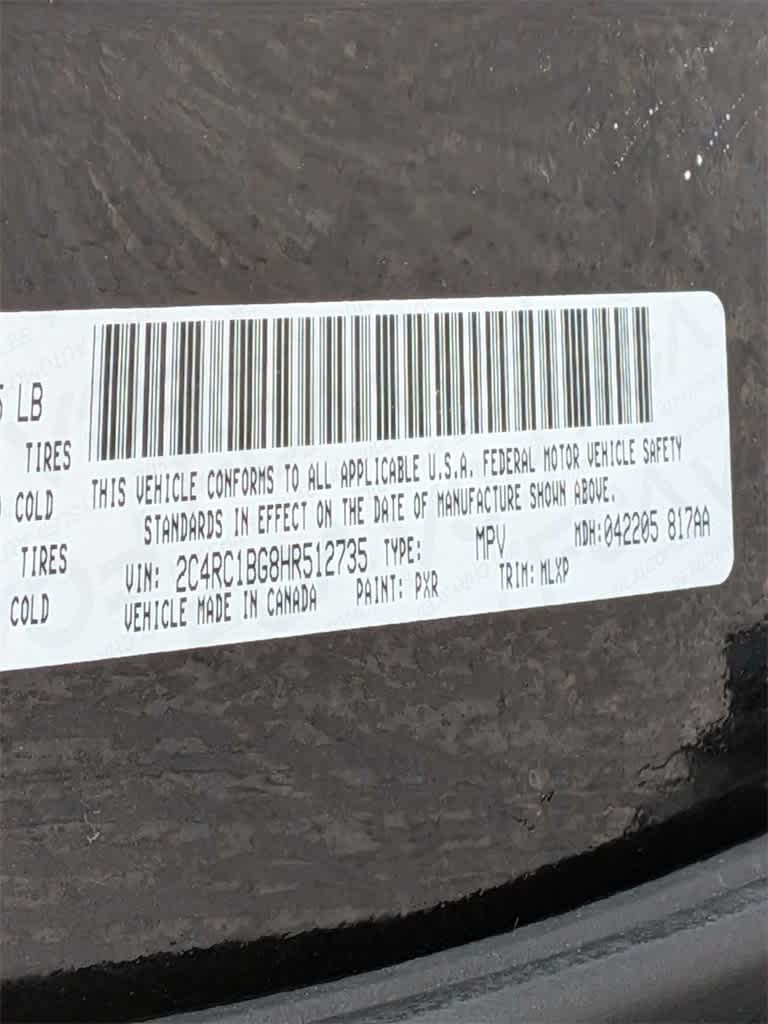 5 LB
TIRES
COLD
TIRES
COLD
THIS VEHICLE CONFORMS TO ALL APPLICABLE U.S.A. FEDERAL MOTOR VEHICLE SAFETY
STANDARDS IN EFFECT ON THE DATE OF MANUFACTURE SHOWN ABOVE.
VIN: 2C4RC1BG8HR512735 TYPE: MPV MDH:042205 817AA
VEHICLE MADE IN CANADA PAINT: PXR TRIM: MLXP